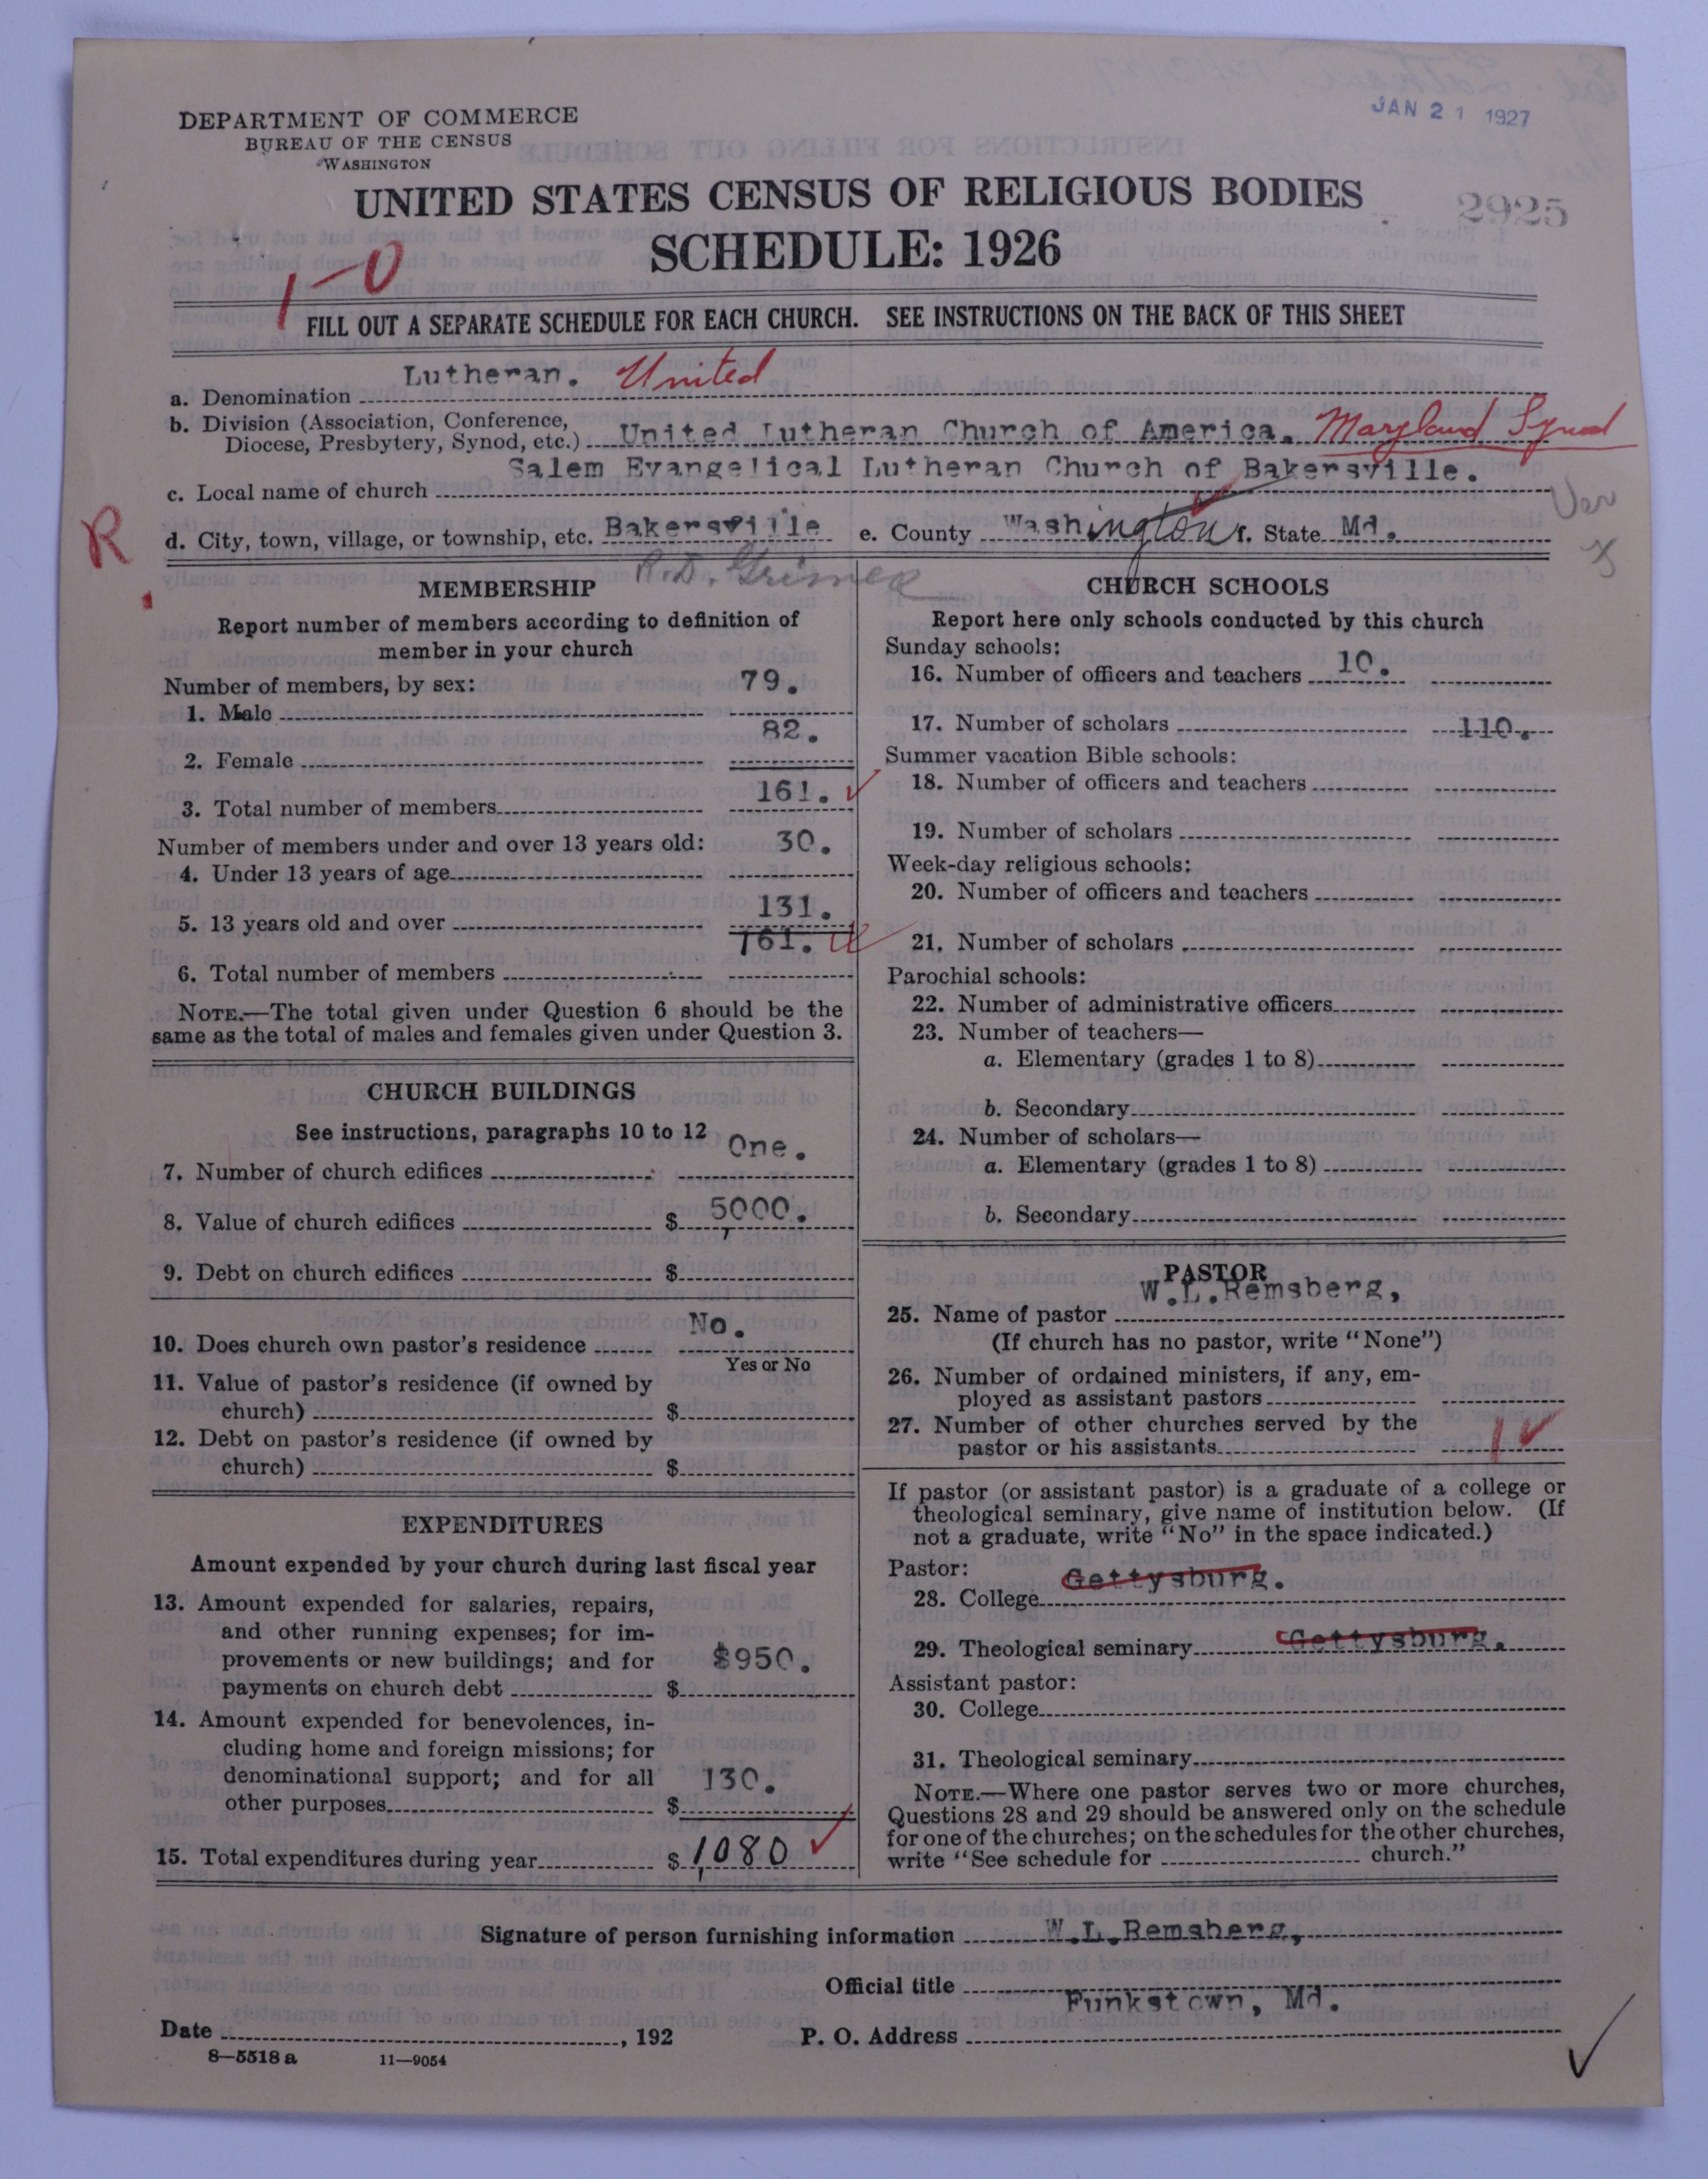 DEPARTMENT OF COMMERCE
BUREAU OF THE CENSUS
WASHINGTON
JAN 21 1927
UNITED STATES CENSUS OF RELIGIOUS BODIES
2925
SCHEDULE: 1926
1-0
FILL OUT A SEPARATE SCHEDULE FOR EACH CHURCH. SEE INSTRUCTIONS ON THE BACK OF THIS SHEET
a. Denomination Lutheran. United
b. Division (Association, Conference,
Diocese, Presbytery, Synod, etc.) United Lutheran Church of America. Maryland Synod
c. Local name of church Salem Evangelical Lutheran Church of Bakersville.
Ver
R
d. City, town, village, or township, etc. Bakersville e. County Washington f. State Md.
MEMBERSHIP
Report number of members according to definition of
member in your church
Number of members, by sex:
1. Male 79.
2. Female 82.
3. Total number of members 161.
Number of members under and over 13 years old:
4. Under 13 years of age 30.
5. 13 years old and over 131.
6. Total number of members 161.
NOTE.—The total given under Question 6 should be the
same as the total of males and females given under Question 3.
CHURCH BUILDINGS
See instructions, paragraphs 10 to 12
7. Number of church edifices One.
8. Value of church edifices $ 5000.
9. Debt on church edifices $
10. Does church own pastor's residence No.
Yes or No
11. Value of pastor's residence (if owned by
church) $
12. Debt on pastor's residence (if owned by
church) $
EXPENDITURES
Amount expended by your church during last fiscal year
13. Amount expended for salaries, repairs,
and other running expenses; for im-
provements or new buildings; and for
payments on church debt $ $950.
14. Amount expended for benevolences, in-
cluding home and foreign missions; for
denominational support; and for all
other purposes $ 130.
15. Total expenditures during year $ 1080
CHURCH SCHOOLS
Report here only schools conducted by this church
Sunday schools:
16. Number of officers and teachers 10.
17. Number of scholars 110.
Summer vacation Bible schools:
18. Number of officers and teachers
19. Number of scholars
Week-day religious schools:
20. Number of officers and teachers
21. Number of scholars
Parochial schools:
22. Number of administrative officers
23. Number of teachers—
a. Elementary (grades 1 to 8)
b. Secondary
24. Number of scholars—
a. Elementary (grades 1 to 8)
b. Secondary
PASTOR
25. Name of pastor W.L.Remsberg,
(If church has no pastor, write "None")
26. Number of ordained ministers, if any, em-
ployed as assistant pastors
27. Number of other churches served by the
pastor or his assistants 1
If pastor (or assistant pastor) is a graduate of a college or
theological seminary, give name of institution below. (If
not a graduate, write "No" in the space indicated.)
Pastor:
28. College Gettysburg.
29. Theological seminary Gettysburg.
Assistant pastor:
30. College
31. Theological seminary
NOTE.—Where one pastor serves two or more churches,
Questions 28 and 29 should be answered only on the schedule
for one of the churches; on the schedules for the other churches,
write "See schedule for church."
Signature of person furnishing information W.L.Remsberg,
Official title
Date , 192 P. O. Address Funkstown, Md.
8—5518 a 11—9054